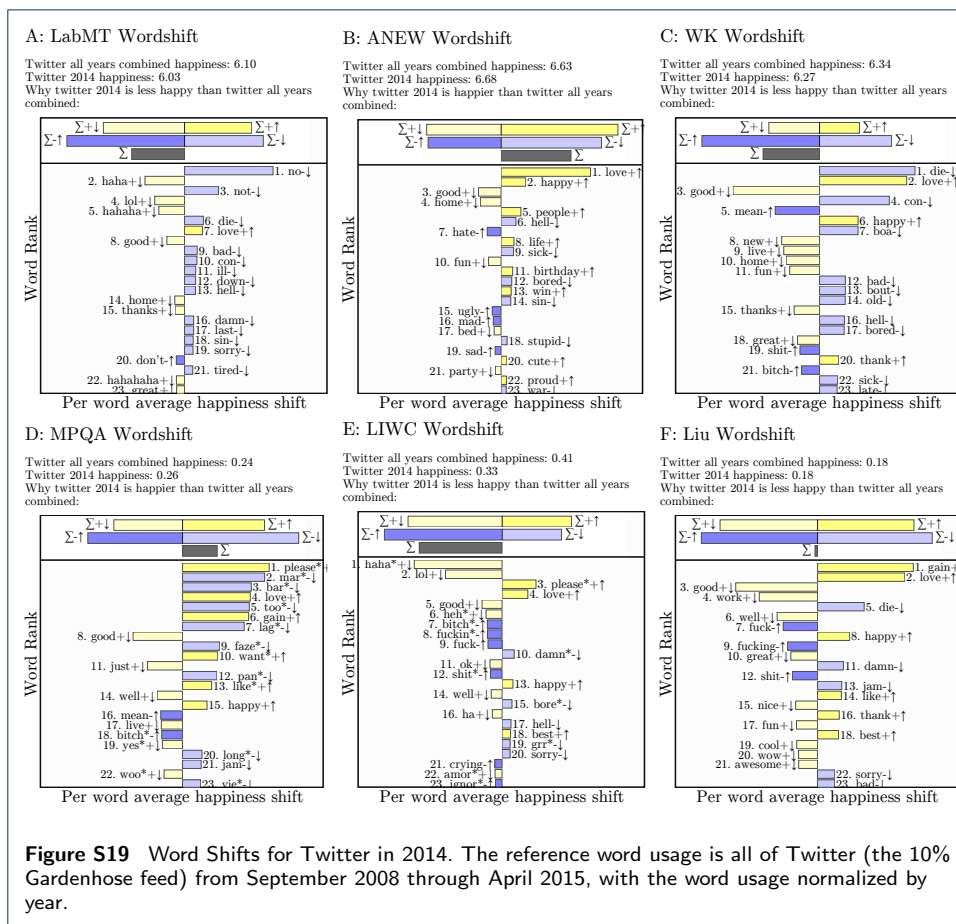 A: LabMT Wordshift
Twitter all years combined happiness: 6.10
Twitter 2014 happiness: 6.03
Why twitter 2014 is less happy than twitter all years
combined:
Σ+↓ Σ+↑
Σ-↑ Σ-↓
Σ
Word Rank
1. no-↓
2. haha+↓
3. not-↓
4. lol+↓
5. hahaha+↓
6. die-↓
7. love+↑
8. good+↓
9. bad-↓
10. con-↓
11. ill-↓
12. down-↓
13. hell-↓
14. home+↓
15. thanks+↓
16. damn-↓
17. last-↓
18. sin-↓
19. sorry-↓
20. don't-↑
21. tired-↓
22. hahahaha+↓
23. great+↓
Per word average happiness shift
B: ANEW Wordshift
Twitter all years combined happiness: 6.63
Twitter 2014 happiness: 6.68
Why twitter 2014 is happier than twitter all years
combined:
Σ+↓ Σ+↑
Σ-↑ Σ-↓
Σ
Word Rank
1. love+↑
2. happy+↑
3. good+↓
4. home+↓
5. people+↑
6. hell-↓
7. hate-↑
8. life+↑
9. sick-↓
10. fun+↓
11. birthday+↑
12. bored-↓
13. win+↑
14. sin-↓
15. ugly-↑
16. mad-↑
17. bed+↓
18. stupid-↓
19. sad-↑
20. cute+↑
21. party+↓
22. proud+↑
23. war-↓
Per word average happiness shift
C: WK Wordshift
Twitter all years combined happiness: 6.34
Twitter 2014 happiness: 6.27
Why twitter 2014 is less happy than twitter all years
combined:
Σ+↓ Σ+↑
Σ-↑ Σ-↓
Σ
Word Rank
1. die-↓
2. love+↑
3. good+↓
4. con-↓
5. mean-↑
6. happy+↑
7. boa-↓
8. new+↓
9. live+↓
10. home+↓
11. fun+↓
12. bad-↓
13. bout-↓
14. old-↓
15. thanks+↓
16. hell-↓
17. bored-↓
18. great+↓
19. shit-↑
20. thank+↑
21. bitch-↑
22. sick-↓
23. late-↓
Per word average happiness shift
D: MPQA Wordshift
Twitter all years combined happiness: 0.24
Twitter 2014 happiness: 0.26
Why twitter 2014 is happier than twitter all years
combined:
Σ+↓ Σ+↑
Σ-↑ Σ-↓
Σ
Word Rank
1. please*+
2. mar*-↓
3. bar*-↓
4. love+↑
5. too*-↓
6. gain+↑
7. lag*-↓
8. good+↓
9. faze*-↓
10. want*+↑
11. just+↓
12. pan*-↓
13. like*+↑
14. well+↓
15. happy+↑
16. mean-↑
17. live+↓
18. bitch*-↑
19. yes*+↓
20. long*-↓
21. jam-↓
22. woo*+↓
23. vie*-↓
Per word average happiness shift
E: LIWC Wordshift
Twitter all years combined happiness: 0.41
Twitter 2014 happiness: 0.33
Why twitter 2014 is less happy than twitter all years
combined:
Σ+↓ Σ+↑
Σ-↑ Σ-↓
Σ
Word Rank
1. haha*+↓
2. lol+↓
3. please*+↑
4. love+↑
5. good+↓
6. heh*+↓
7. bitch*-↑
8. fuckin*-↑
9. fuck-↑
10. damn*-↓
11. ok+↓
12. shit*-↑
13. happy+↑
14. well+↓
15. bore*-↓
16. ha+↓
17. hell-↓
18. best+↑
19. grr*-↓
20. sorry-↓
21. crying-↑
22. amor*+↓
23. ignor*-↑
Per word average happiness shift
F: Liu Wordshift
Twitter all years combined happiness: 0.18
Twitter 2014 happiness: 0.18
Why twitter 2014 is less happy than twitter all years
combined:
Σ+↓ Σ+↑
Σ-↑ Σ-↓
Σ
Word Rank
1. gain+
2. love+↑
3. good+↓
4. work+↓
5. die-↓
6. well+↓
7. fuck-↑
8. happy+↑
9. fucking-↑
10. great+↓
11. damn-↓
12. shit-↑
13. jam-↓
14. like+↑
15. nice+↓
16. thank+↑
17. fun+↓
18. best+↑
19. cool+↓
20. wow+↓
21. awesome+↓
22. sorry-↓
23. bad-↓
Per word average happiness shift
Figure S19 Word Shifts for Twitter in 2014. The reference word usage is all of Twitter (the 10%
Gardenhose feed) from September 2008 through April 2015, with the word usage normalized by
year.